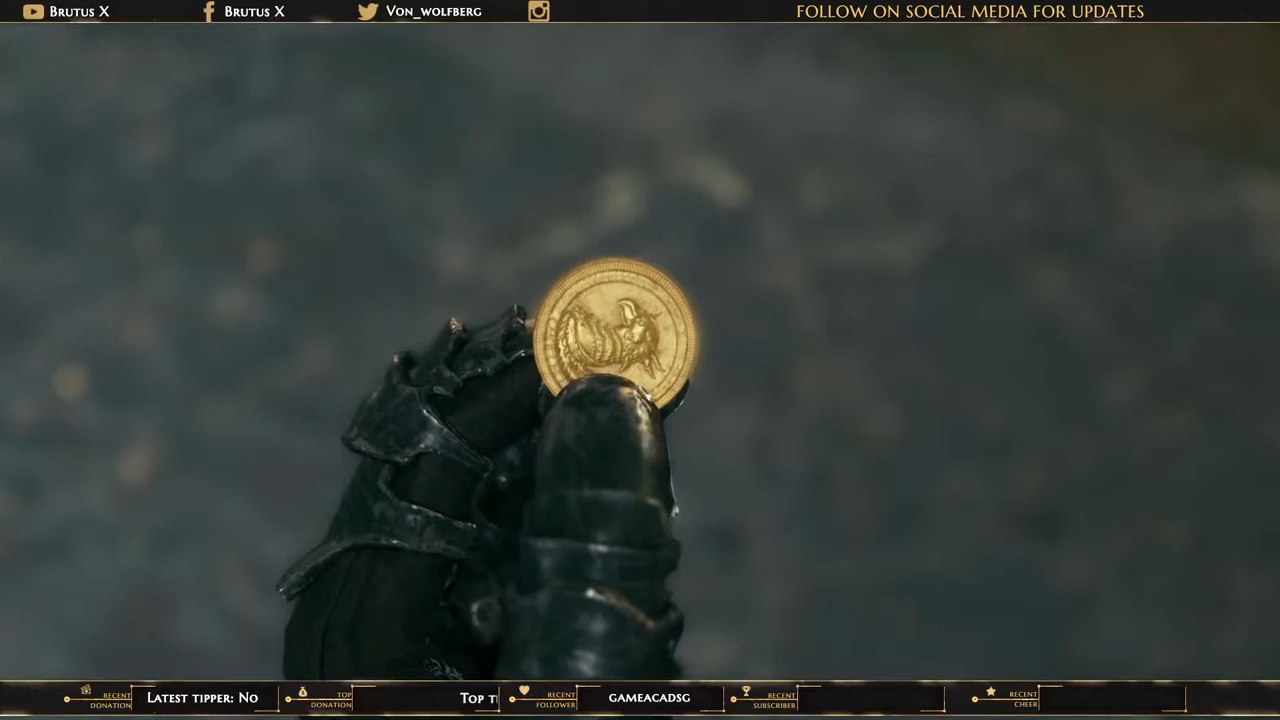 Brutus X
Brutus X
Von_wolfberg
FOLLOW ON SOCIAL MEDIA FOR UPDATES
RECENT DONATION
Latest tipper: No
TOP DONATION
Top
RECENT FOLLOWER
GAMEACADSG
RECENT SUBSCRIBER
RECENT CHEER